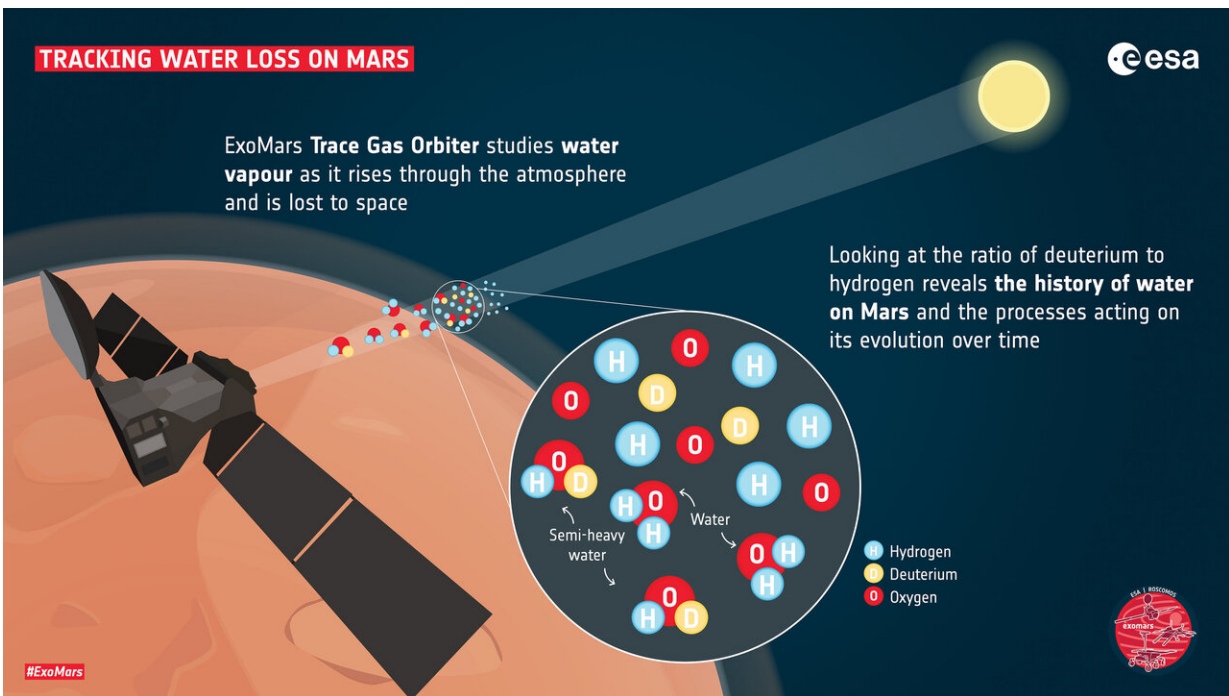 TRACKING WATER LOSS ON MARS
esa
ExoMars Trace Gas Orbiter studies water
vapour as it rises through the atmosphere
and is lost to space
Looking at the ratio of deuterium to
hydrogen reveals the history of water
on Mars and the processes acting on
its evolution over time
H
O
H
O
D
D
H
H
O
O
H
D
H
O
O
H
H
Water
Semi-heavy
water
O
H
H
O
H
D
H Hydrogen
D Deuterium
O Oxygen
ESA | ROSCOSMOS
exomars
#ExoMars